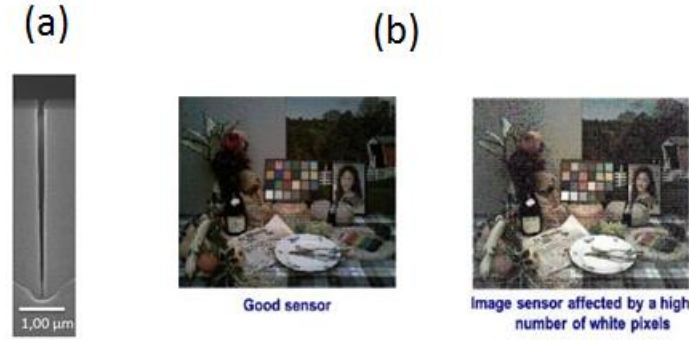 (a)
(b)
1,00 µm
Good sensor
Image sensor affected by a high
number of white pixels